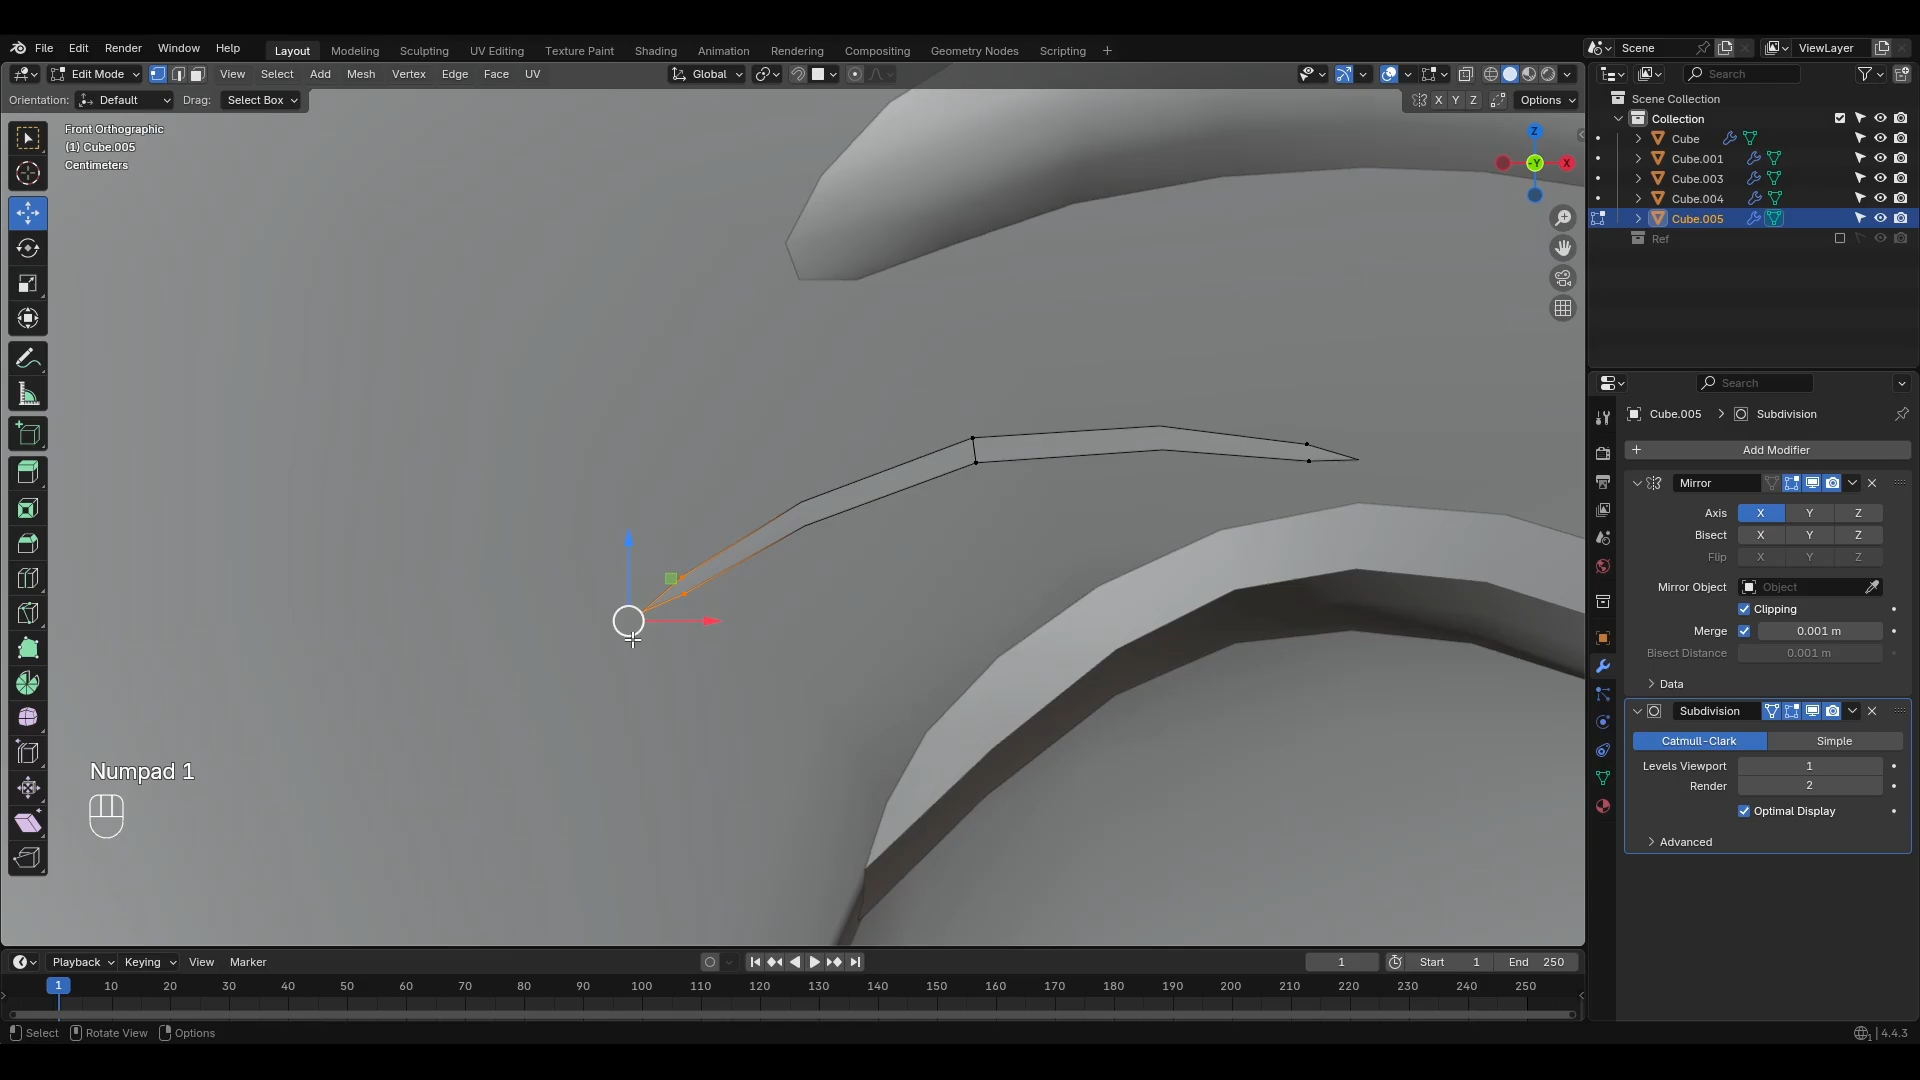 File Edit Render Window Help Layout Modeling Sculpting UV Editing Texture Paint Shading Animation Rendering Compositing Geometry Nodes Scripting + Scene ViewLayer
Edit Mode View Select Add Mesh Vertex Edge Face UV Global Search
Orientation: Default Drag: Select Box X Y Z Options
Scene Collection
Collection
Cube
Cube.001
Cube.003
Cube.004
Cube.005
Ref
Front Orthographic
(1) Cube.005
Centimeters
Z
-Y
X
Search
Cube.005 > Subdivision
+ Add Modifier
Mirror
Axis X Y Z
Bisect X Y Z
Flip X Y Z
Mirror Object Object
Clipping
Merge 0.001 m
Bisect Distance 0.001 m
Data
Subdivision
Catmull-Clark Simple
Levels Viewport 1
Render 2
Optimal Display
Advanced
Numpad 1
Playback Keying View Marker 1 Start 1 End 250
1 10 20 30 40 50 60 70 80 90 100 110 120 130 140 150 160 170 180 190 200 210 220 230 240 250
Select Rotate View Options 4.4.3